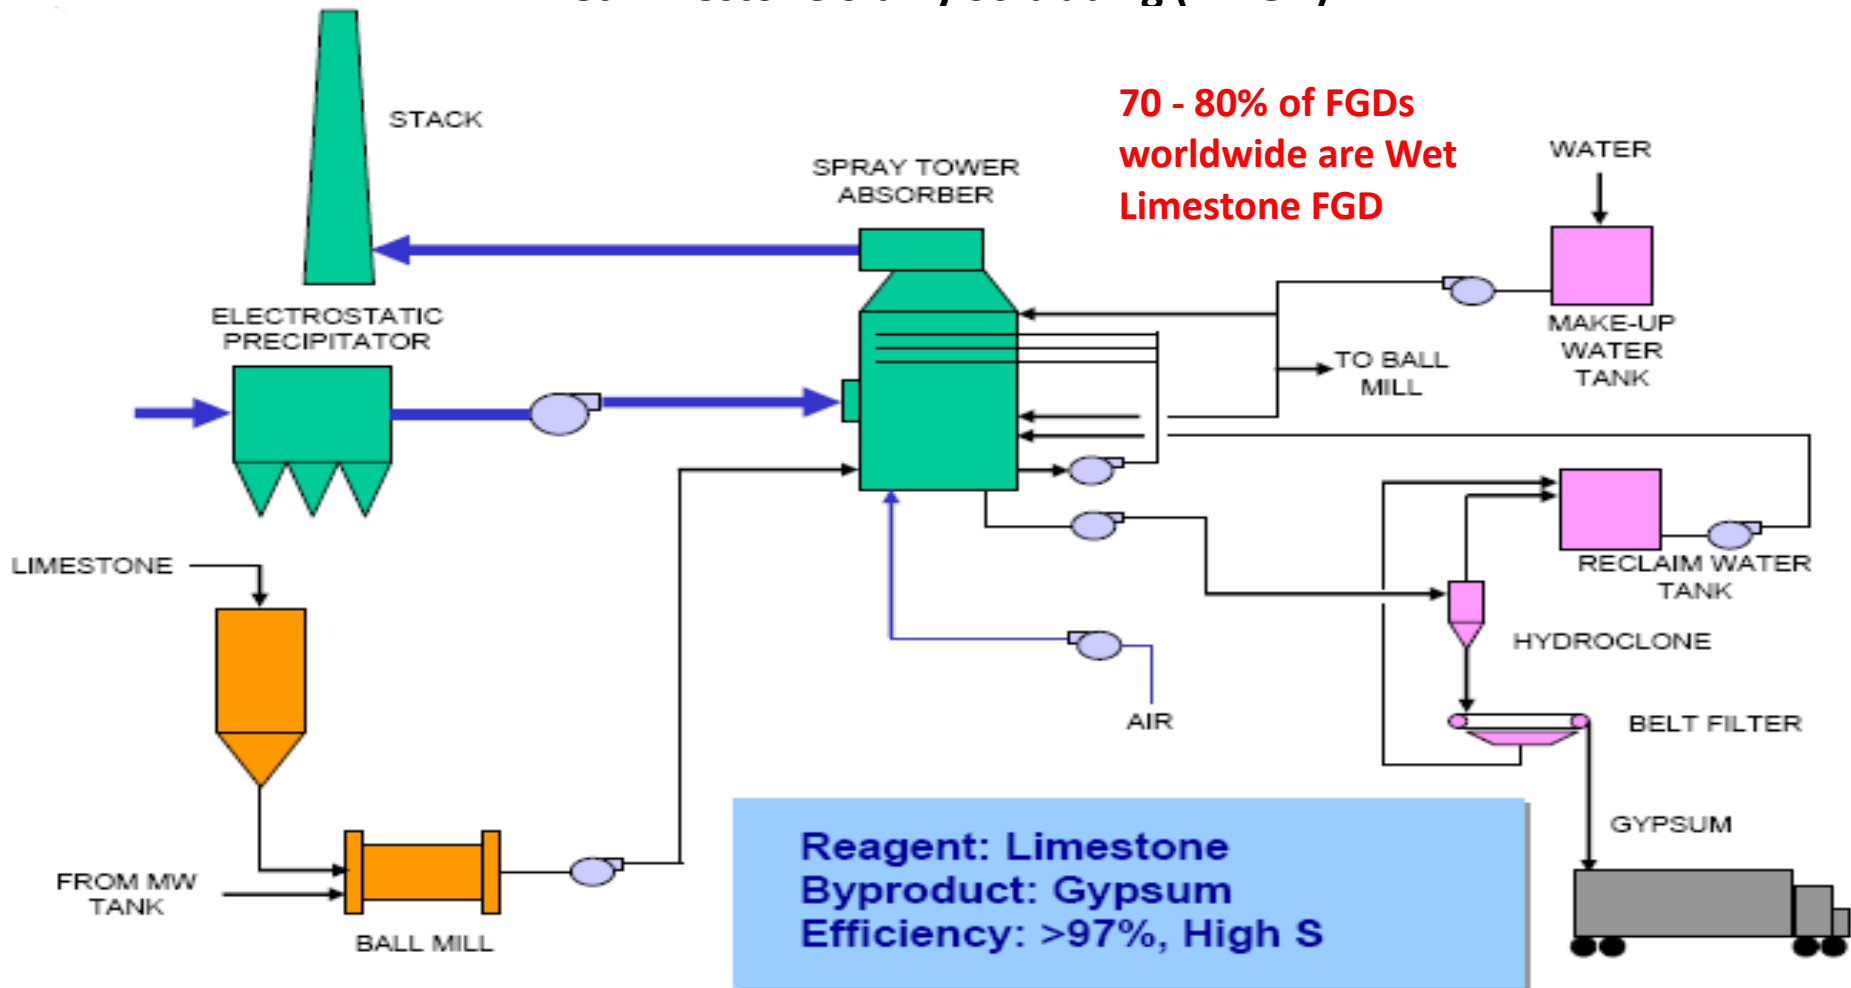 STACK
70 - 80% of FGDs
worldwide are Wet
Limestone FGD
SPRAY TOWER
ABSORBER
WATER
ELECTROSTATIC
PRECIPITATOR
MAKE-UP
WATER
TANK
TO BALL
MILL
LIMESTONE
RECLAIM WATER
TANK
HYDROCLONE
AIR
BELT FILTER
GYPSUM
FROM MW
TANK
BALL MILL
Reagent: Limestone
Byproduct: Gypsum
Efficiency: >97%, High S